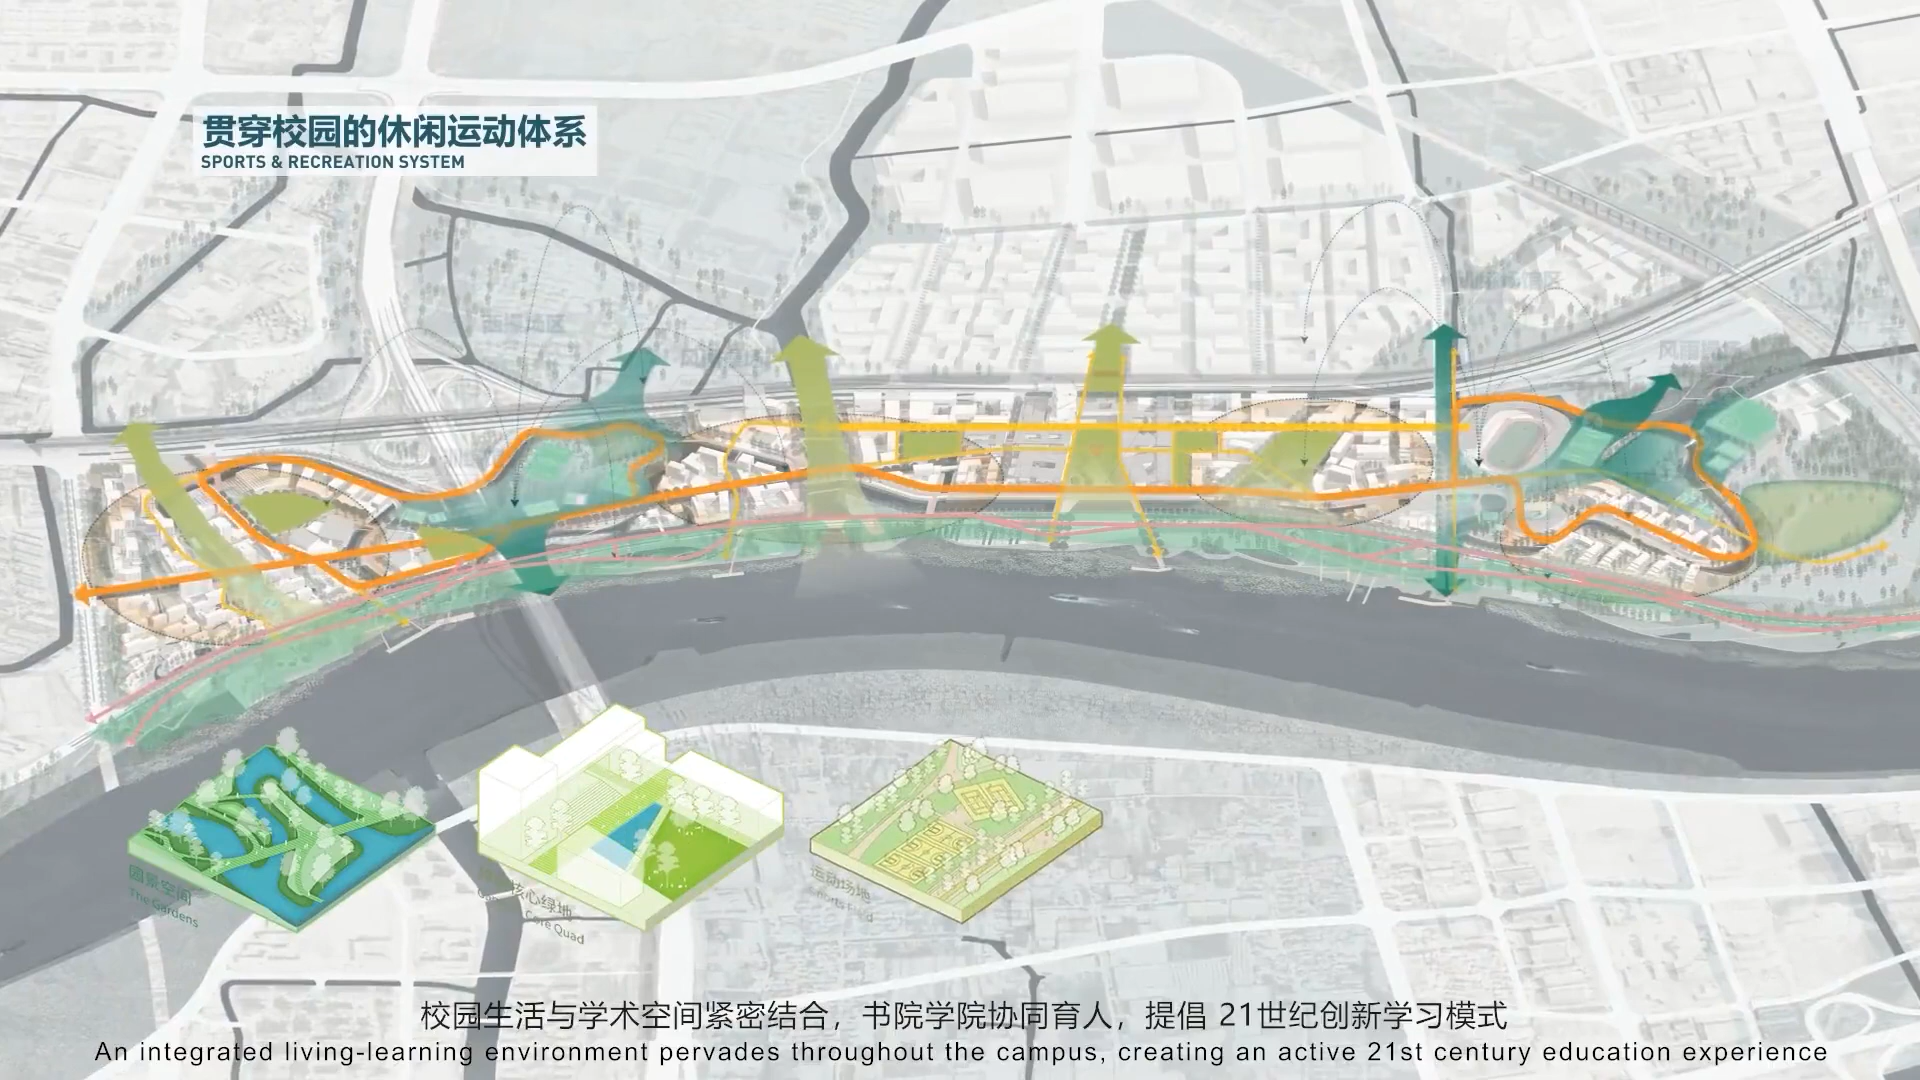 贯穿校园的休闲运动体系
SPORTS & RECREATION SYSTEM
园景空间
The Gardens
核心绿地
Core Quad
运动场地
Sports Field
校园生活与学术空间紧密结合，书院学院协同育人，提倡 21世纪创新学习模式
An integrated living-learning environment pervades throughout the campus, creating an active 21st century education experience